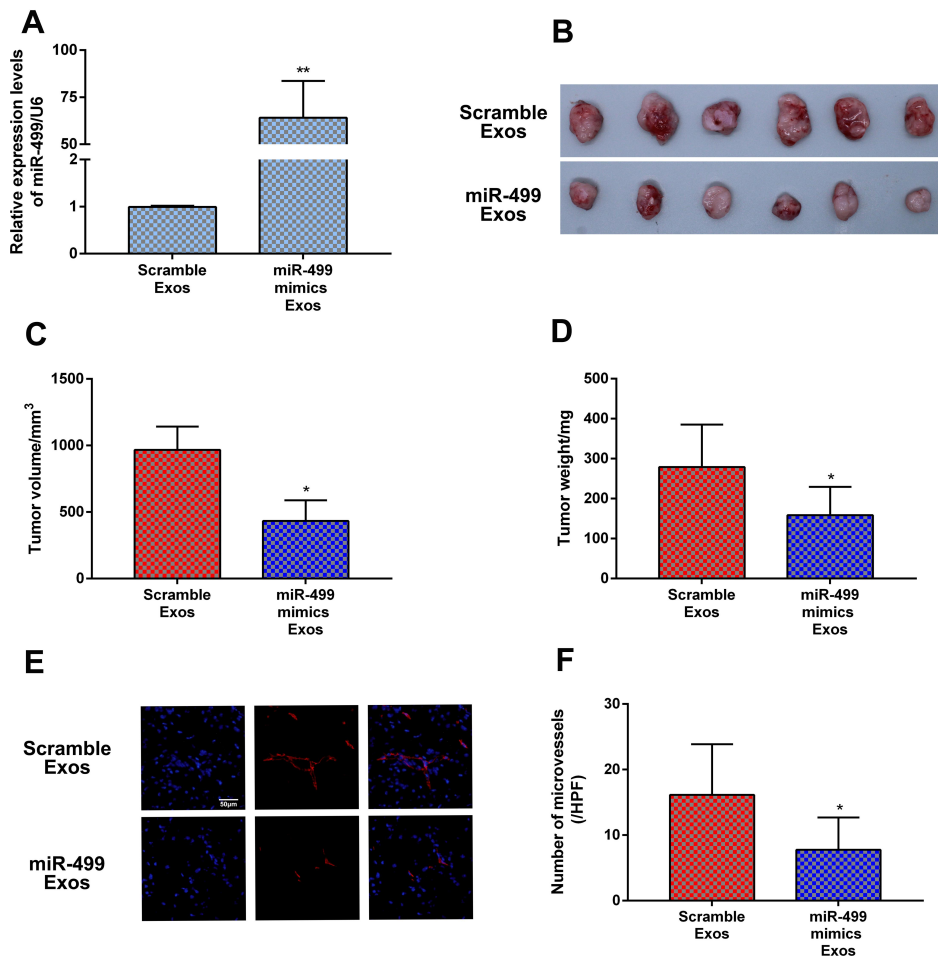 A
Relative expression levels
of miR-499/U6
100
75
50
2
1
0
**
Scramble
Exos
miR-499
mimics
Exos
B
Scramble
Exos
miR-499
Exos
C
Tumor volume/mm³
1500
1000
500
0
*
Scramble
Exos
miR-499
mimics
Exos
D
Tumor weight/mg
500
400
300
200
100
0
*
Scramble
Exos
miR-499
mimics
Exos
E
Scramble
Exos
50μm
miR-499
Exos
F
Number of microvessels
(/HPF)
30
20
10
0
*
Scramble
Exos
miR-499
mimics
Exos